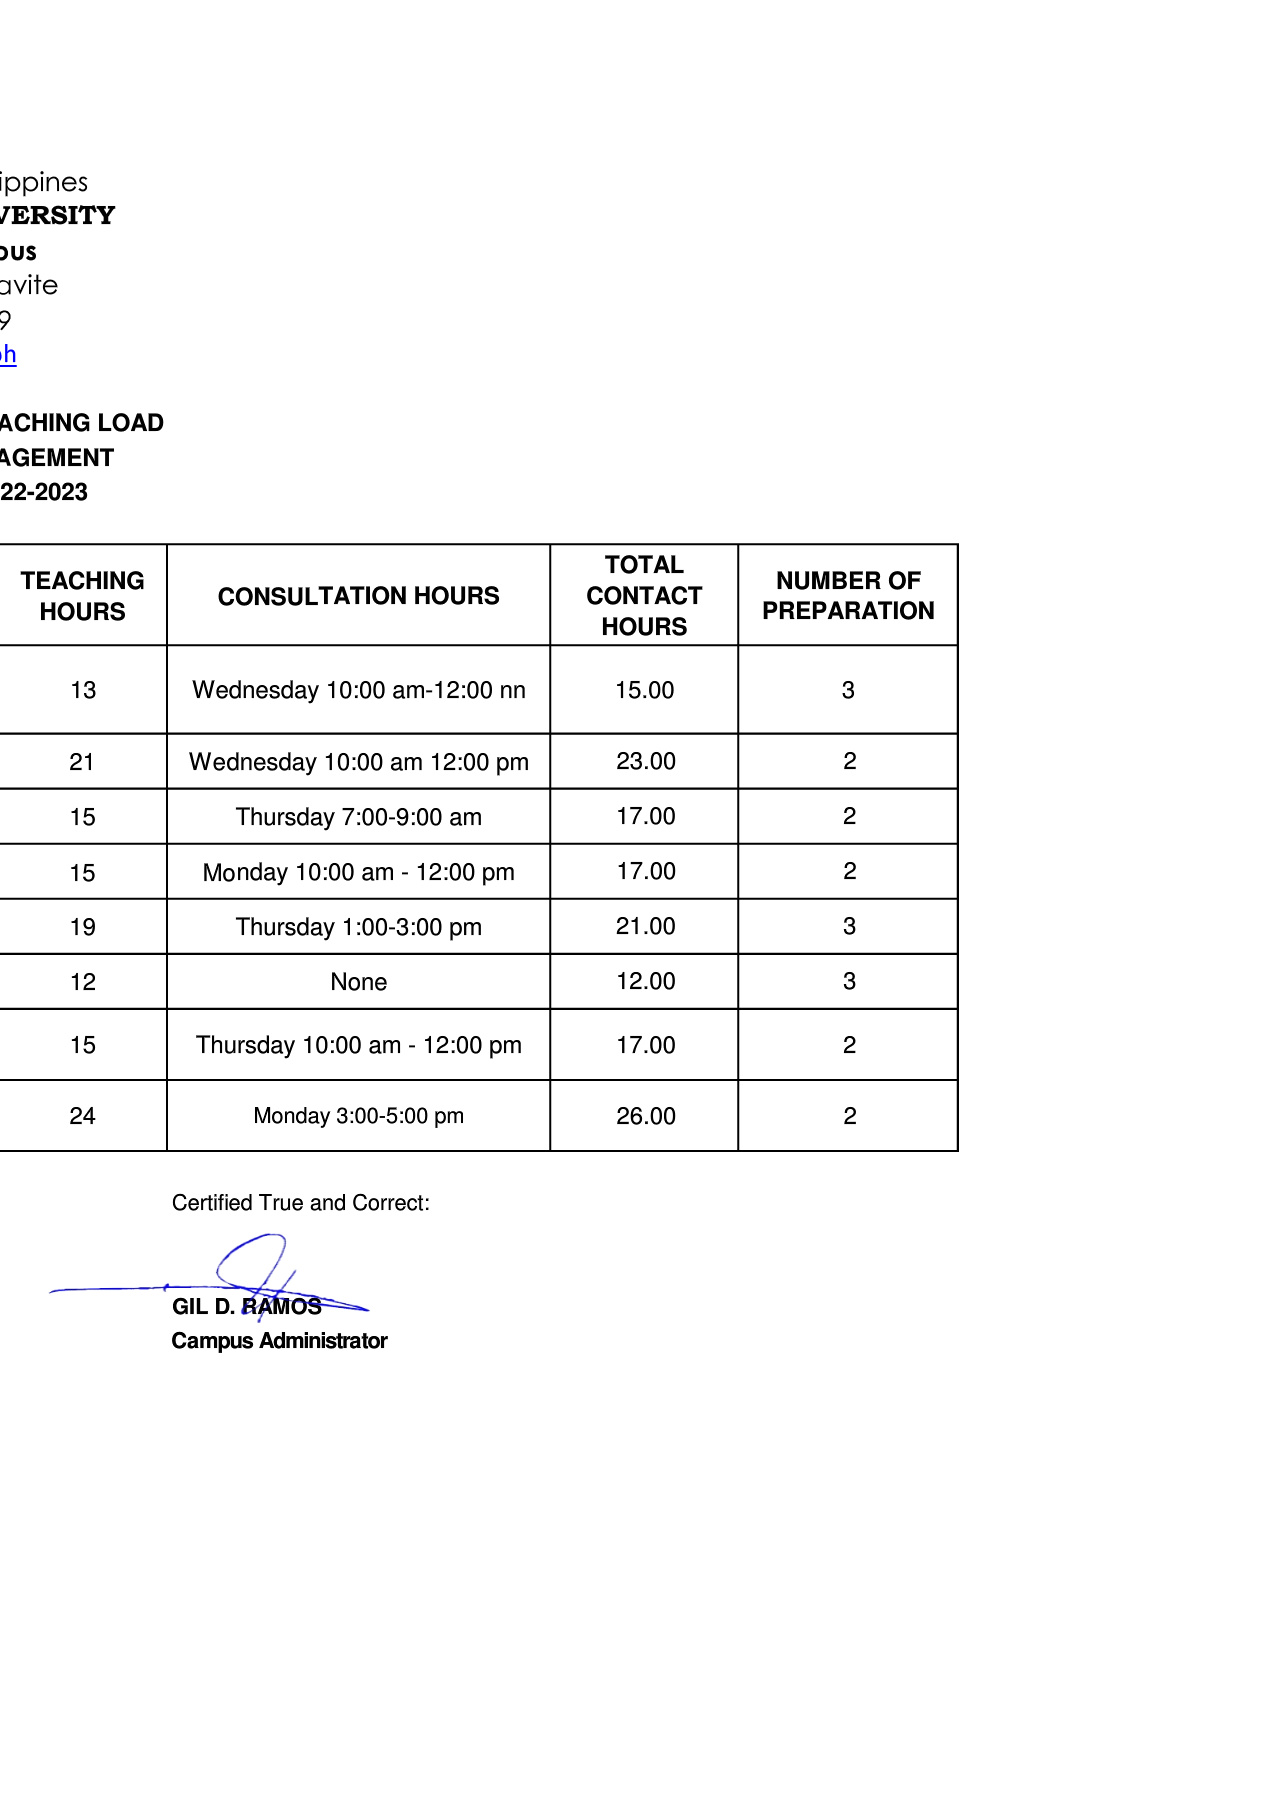 ippines
VERSITY
ous
avite
9
ph
ACHING LOAD
AGEMENT
22-2023
TEACHING HOURS CONSULTATION HOURS TOTAL CONTACT HOURS NUMBER OF PREPARATION
13 Wednesday 10:00 am-12:00 nn 15.00 3
21 Wednesday 10:00 am 12:00 pm 23.00 2
15 Thursday 7:00-9:00 am 17.00 2
15 Monday 10:00 am - 12:00 pm 17.00 2
19 Thursday 1:00-3:00 pm 21.00 3
12 None 12.00 3
15 Thursday 10:00 am - 12:00 pm 17.00 2
24 Monday 3:00-5:00 pm 26.00 2
Certified True and Correct:
GIL D. RAMOS
Campus Administrator